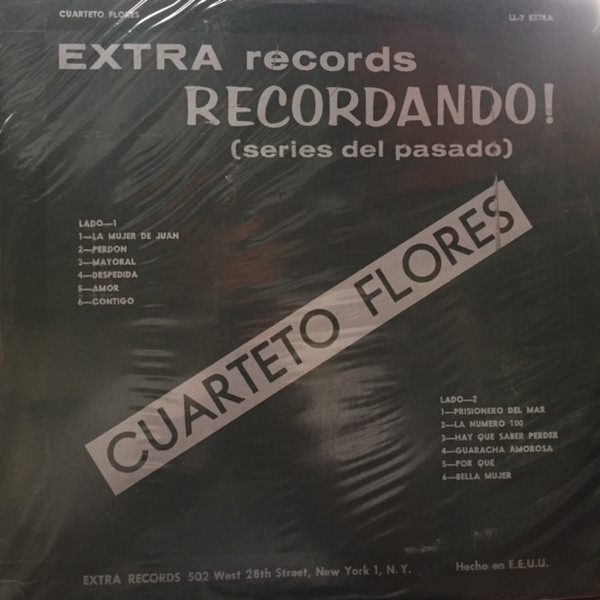 CUARTETO FLORES
LL-7 EXTRA
EXTRA records
RECORDANDO!
(series del pasado)
LADO—1
1—LA MUJER DE JUAN
2—PERDON
3—MAYORAL
4—DESPEDIDA
5—AMOR
6—CONTIGO
CUARTETO FLORES
LADO—2
1—PRISIONERO DEL MAR
2—LA NUMERO 100
3—HAY QUE SABER PERDER
4—GUARACHA AMOROSA
5—POR QUE
6—BELLA MUJER
EXTRA RECORDS 502 West 28th Street, New York 1, N.Y.
Hecho en E.E.U.U.